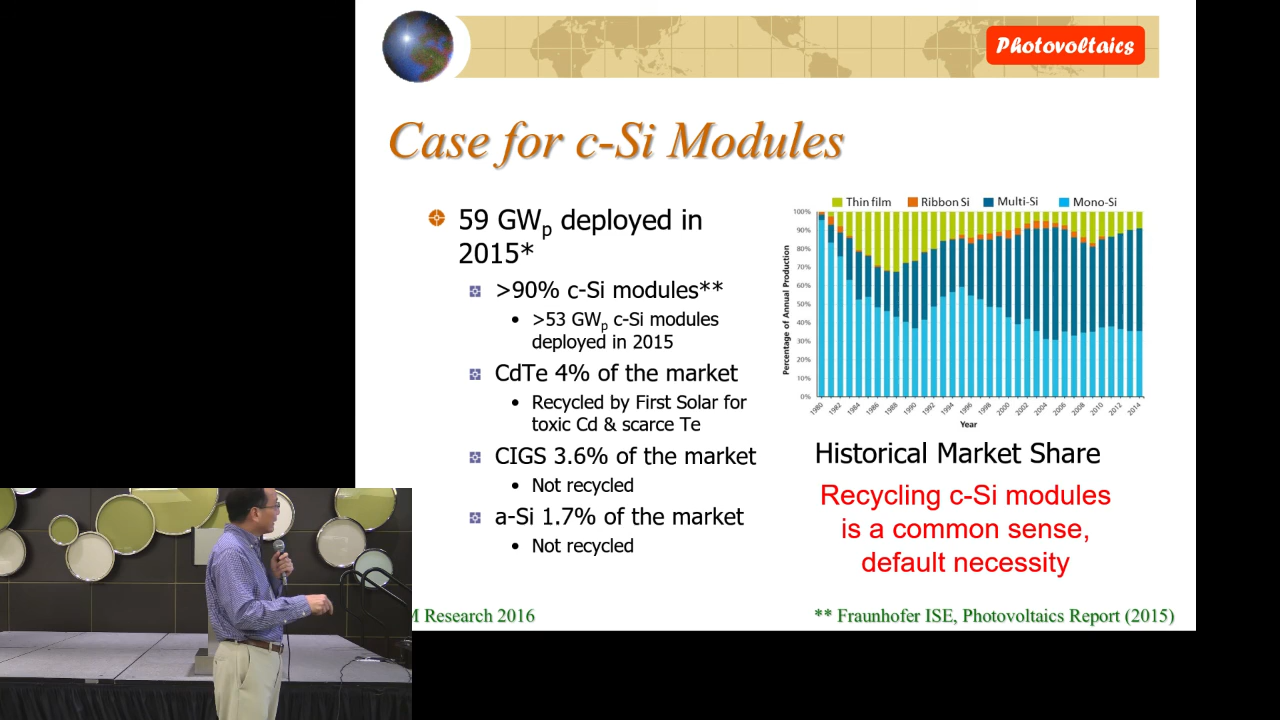 Photovoltaics
Case for c-Si Modules
59 GWp deployed in
2015*
>90% c-Si modules**
• >53 GWp c-Si modules
deployed in 2015
CdTe 4% of the market
• Recycled by First Solar for
toxic Cd & scarce Te
CIGS 3.6% of the market
• Not recycled
a-Si 1.7% of the market
• Not recycled
Thin film Ribbon Si Multi-Si Mono-Si
Percentage of Annual Production
100%
90%
80%
70%
60%
50%
40%
30%
20%
10%
0%
1980 1982 1984 1986 1988 1990 1992 1994 1996 1998 2000 2002 2004 2006 2008 2010 2012 2014
Year
Historical Market Share
Recycling c-Si modules
is a common sense,
default necessity
M Research 2016
** Fraunhofer ISE, Photovoltaics Report (2015)